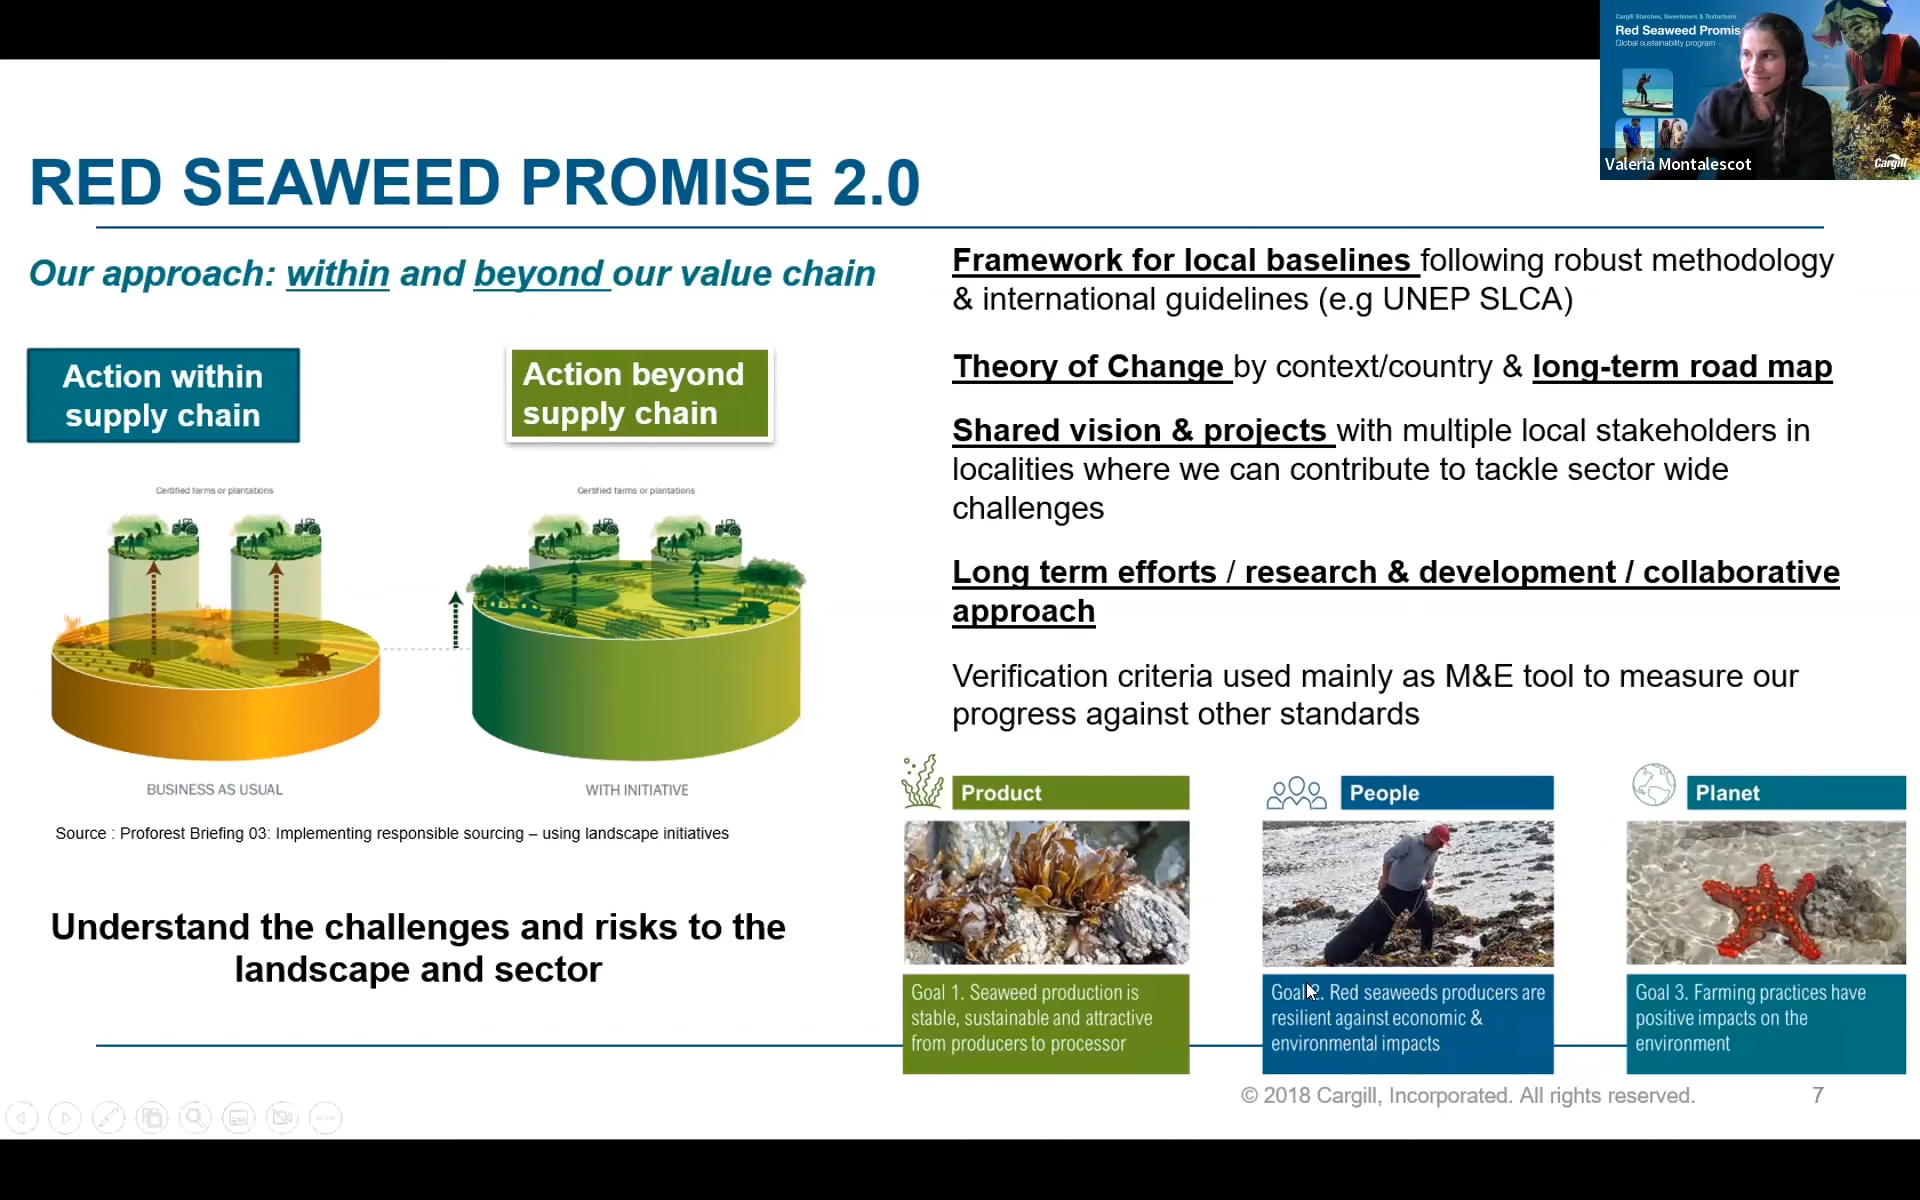 Cargill Starches, Sweeteners & Texturizers
Red Seaweed Promis
Global sustainability program
Cargill
Valeria Montalescot
RED SEAWEED PROMISE 2.0
Our approach: within and beyond our value chain
Action within
supply chain
Action beyond
supply chain
Certified farms or plantations
Certified farms or plantations
BUSINESS AS USUAL
WITH INITIATIVE
Source : Proforest Briefing 03: Implementing responsible sourcing – using landscape initiatives
Understand the challenges and risks to the
landscape and sector
Framework for local baselines following robust methodology
& international guidelines (e.g UNEP SLCA)
Theory of Change by context/country & long-term road map
Shared vision & projects with multiple local stakeholders in
localities where we can contribute to tackle sector wide
challenges
Long term efforts / research & development / collaborative
approach
Verification criteria used mainly as M&E tool to measure our
progress against other standards
Product
Goal 1. Seaweed production is
stable, sustainable and attractive
from producers to processor
People
Goal 2. Red seaweeds producers are
resilient against economic &
environmental impacts
Planet
Goal 3. Farming practices have
positive impacts on the
environment
© 2018 Cargill, Incorporated. All rights reserved.
7